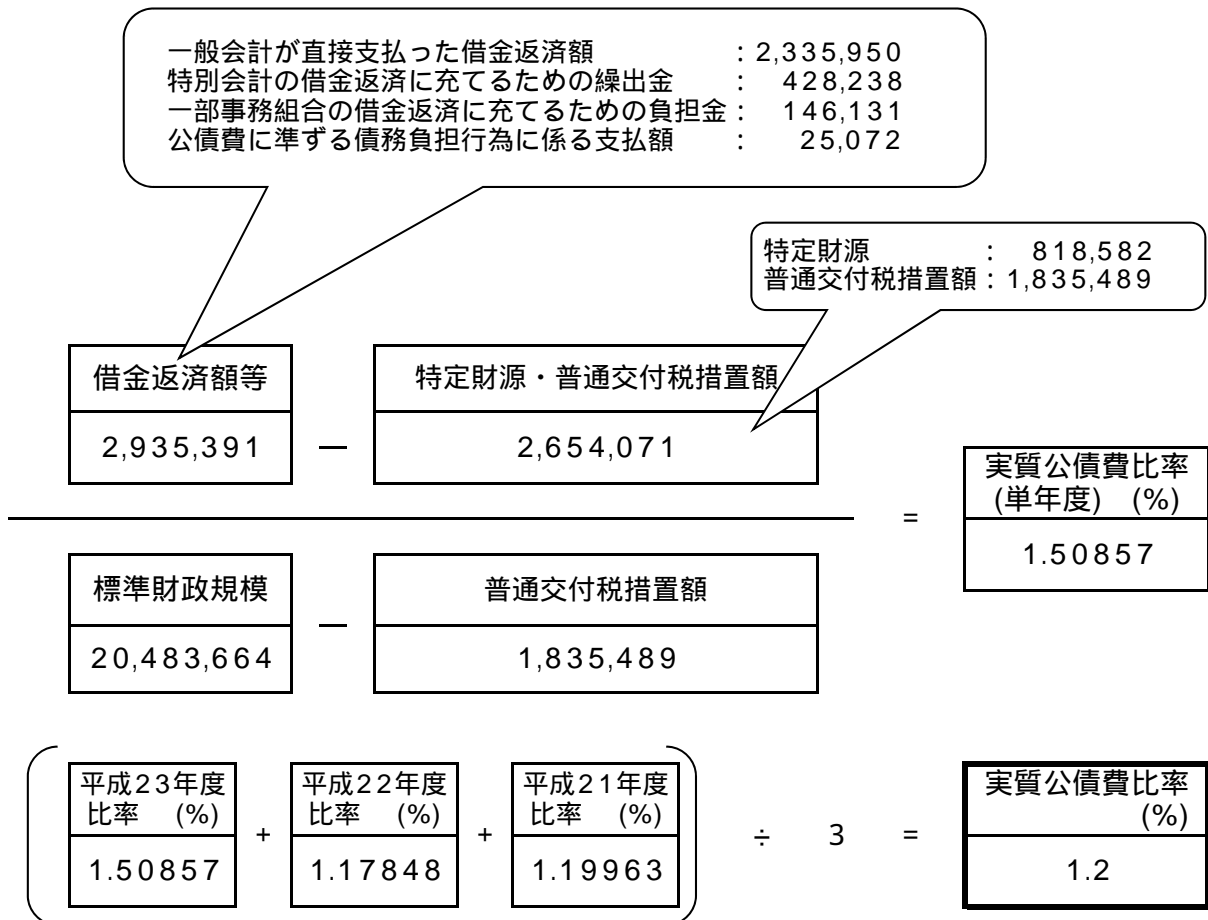 一般会計が直接支払った借金返済額 : 2,335,950
特別会計の借金返済に充てるための繰出金 : 428,238
一部事務組合の借金返済に充てるための負担金 : 146,131
公債費に準ずる債務負担行為に係る支払額 : 25,072
特定財源 : 818,582
普通交付税措置額 : 1,835,489
借金返済額等
特定財源・普通交付税措置額
2,935,391 － 2,654,071
実質公債費比率
(単年度) (%)
=
1.50857
標準財政規模
普通交付税措置額
－
20,483,664
1,835,489
平成23年度
比率 (%)
1.50857
+
平成22年度
比率 (%)
1.17848
+
平成21年度
比率 (%)
1.19963
÷ 3 =
実質公債費比率
(%)
1.2